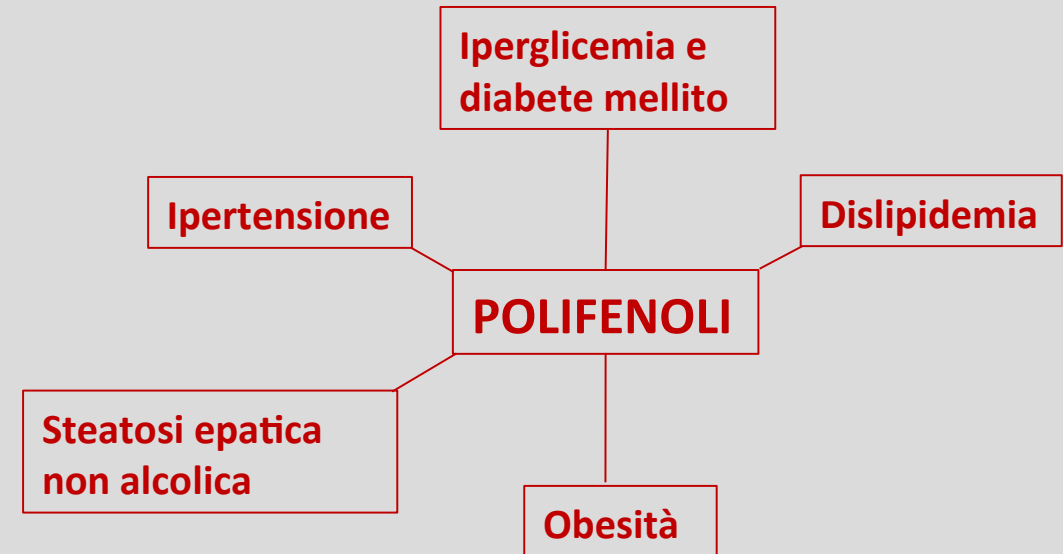 Iperglicemia e
diabete mellito
Ipertensione
Dislipidemia
POLIFENOLI
Steatosi epatica
non alcolica
Obesità